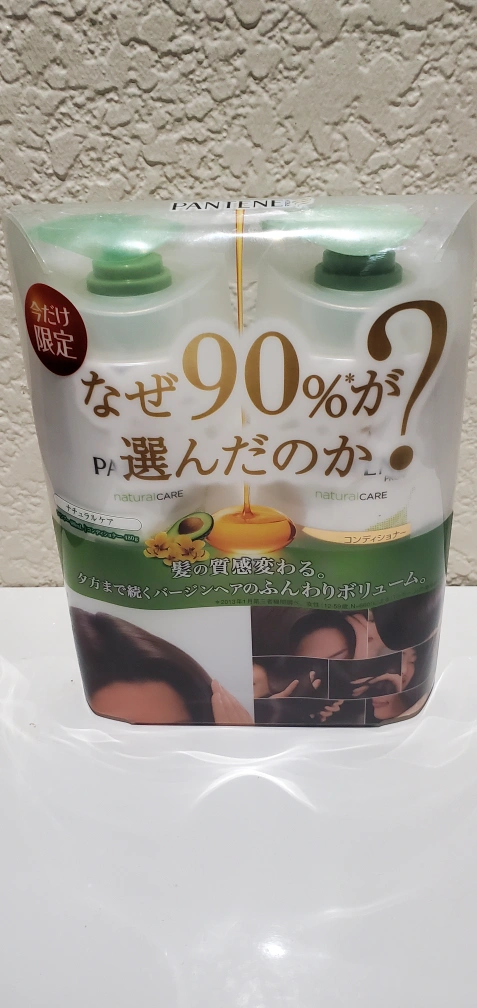 PANTENE
今だけ
限定
なぜ90%*が?
選んだのか
PA
naturalCARE
naturalCARE
ナチュラルケア
コンディショナー
髪の質感変わる。
夕方まで続くバージンヘアのふんわりボリューム。